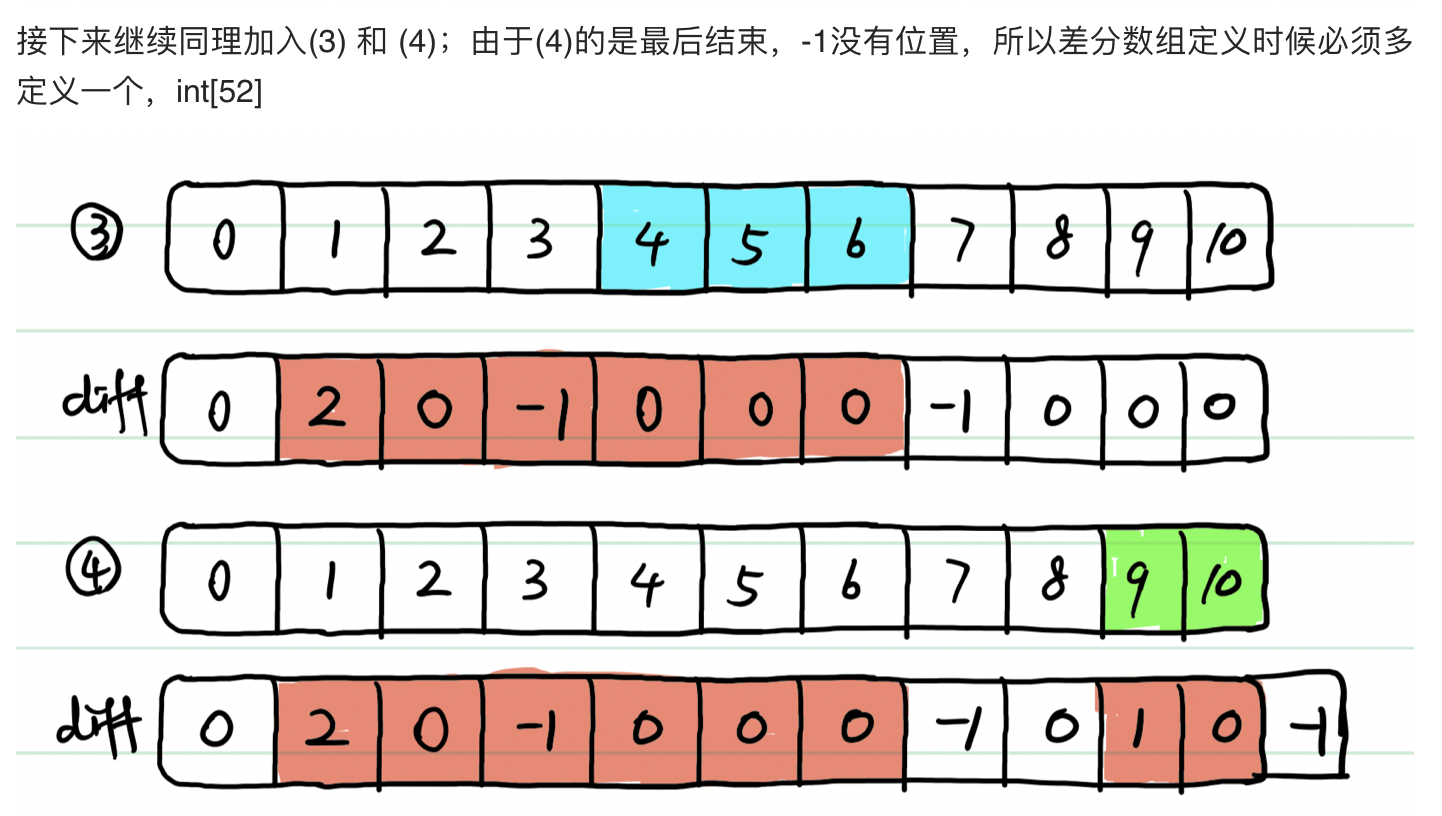 接下来继续同理加入(3) 和 (4)；由于(4)的是最后结束，-1没有位置，所以差分数组定义时候必须多
定义一个，int[52]
③ 0 1 2 3 4 5 6 7 8 9 10
diff 0 2 0 -1 0 0 0 -1 0 0 0
④ 0 1 2 3 4 5 6 7 8 9 10
diff 0 2 0 -1 0 0 0 -1 0 1 0 -1